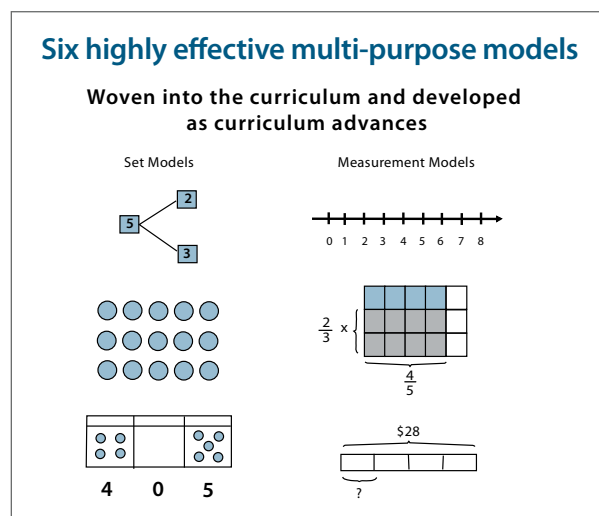 Six highly effective multi-purpose models
Woven into the curriculum and developed
as curriculum advances
Set Models
2
5
3
4 0 5
Measurement Models
0 1 2 3 4 5 6 7 8
2/3 x
4/5
$28
?